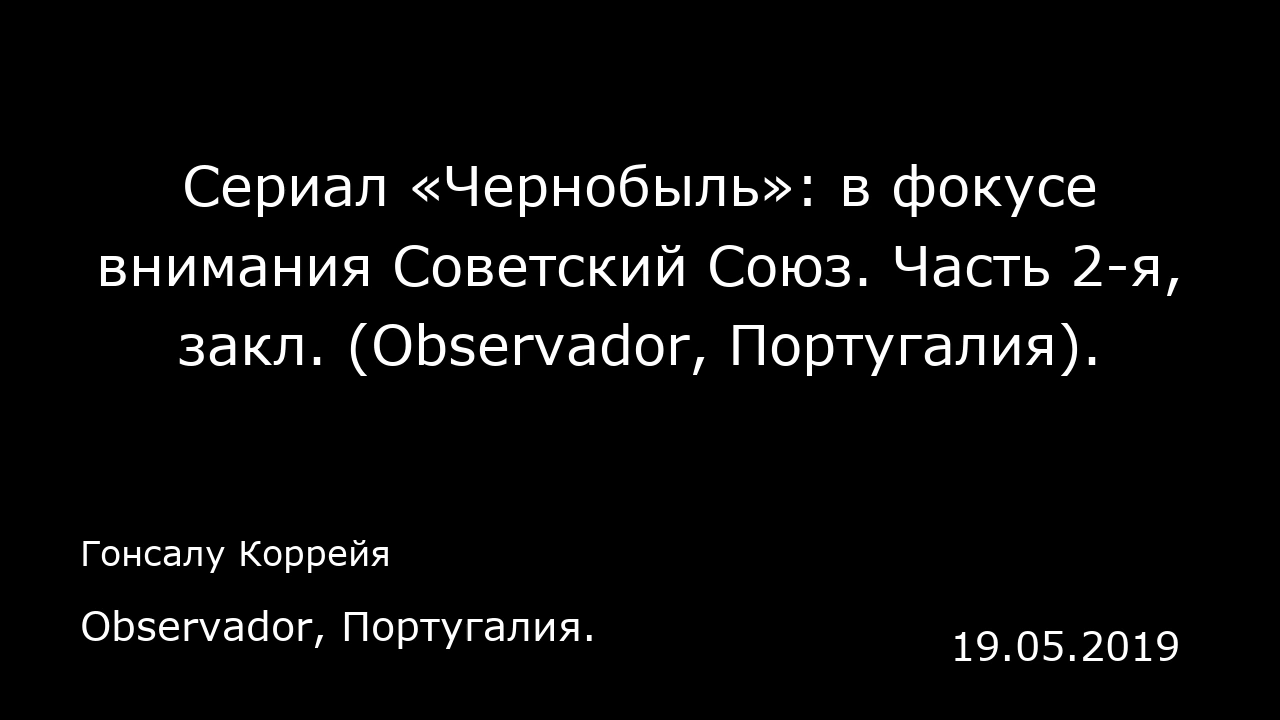 Сериал «Чернобыль»: в фокусе
внимания Советский Союз. Часть 2-я,
закл. (Observador, Португалия).
Гонсалу Коррейя
Observador, Португалия.
19.05.2019